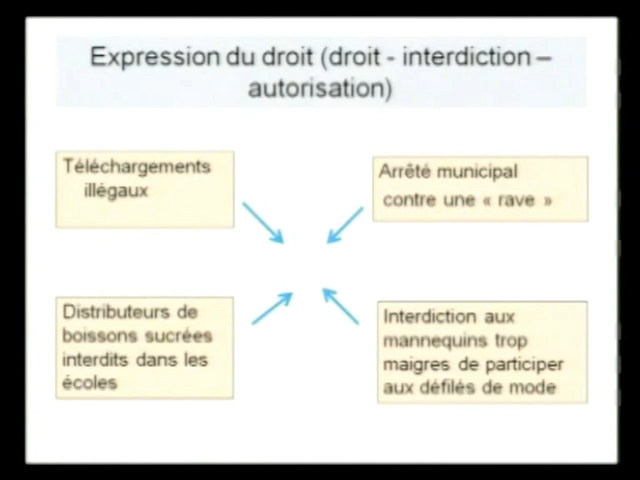 Expression du droit (droit - interdiction –
autorisation)
Téléchargements
illégaux
Arrêté municipal
contre une « rave »
Distributeurs de
boissons sucrées
interdits dans les
écoles
Interdiction aux
mannequins trop
maigres de participer
aux défilés de mode